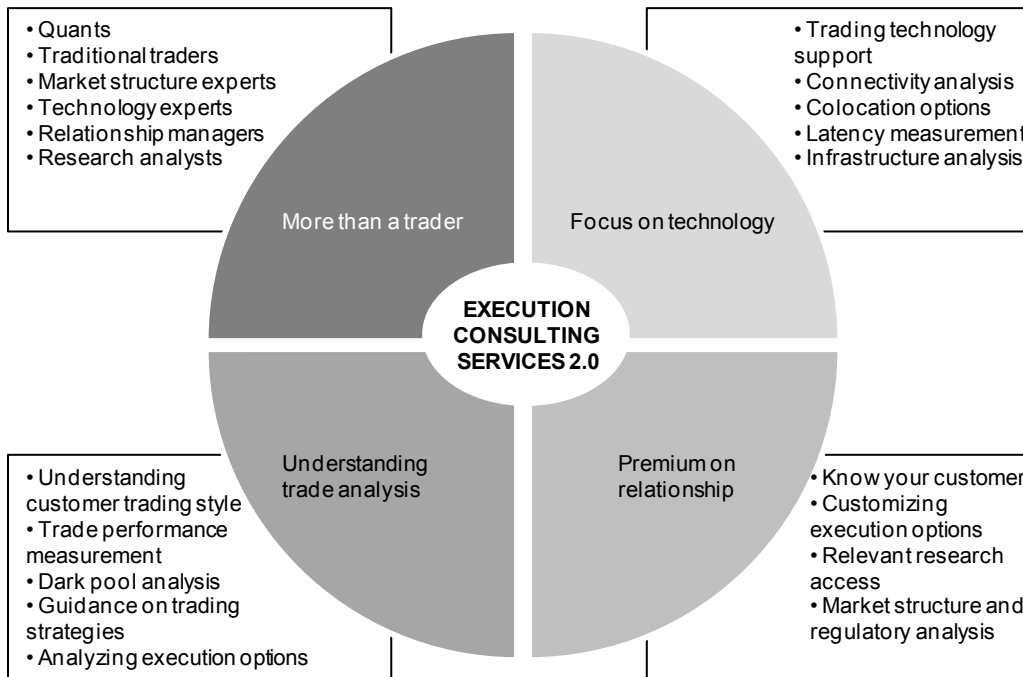 • Quants
• Traditional traders
• Market structure experts
• Technology experts
• Relationship managers
• Research analysts
• Trading technology
support
• Connectivity analysis
• Colocation options
• Latency measurement
• Infrastructure analysis
More than a trader
Focus on technology
EXECUTION
CONSULTING
SERVICES 2.0
Understanding
trade analysis
Premium on
relationship
• Understanding
customer trading style
• Trade performance
measurement
• Dark pool analysis
• Guidance on trading
strategies
• Analyzing execution options
• Know your customer
• Customizing
execution options
• Relevant research
access
• Market structure and
regulatory analysis